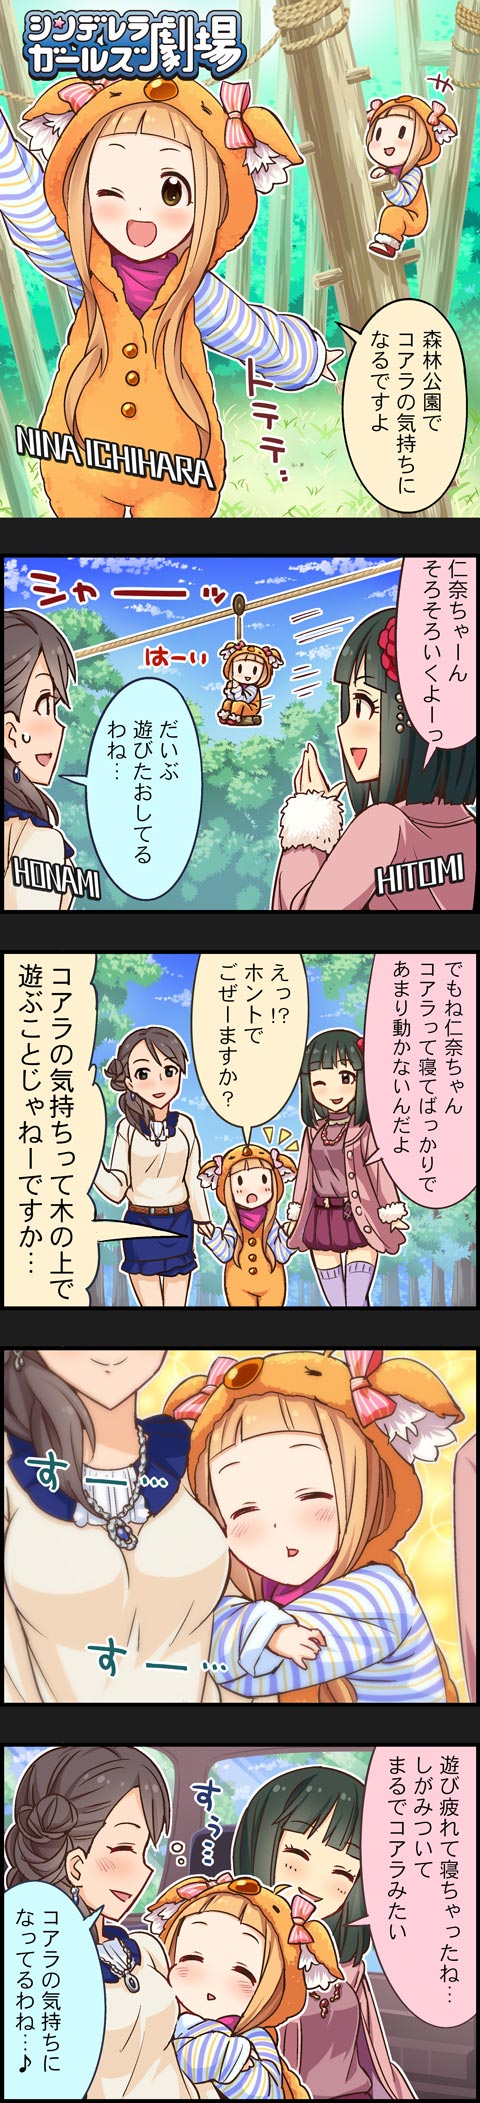 シンデレラ
ガールズ劇場
森林公園で
コアラの気持ちに
なるですよ
トテテ..
NINA ICHIHARA
仁奈ちゃーん
そろそろいくよーっ
シャーーッ
はーい
だいぶ
遊びたおしてる
わね…
HONAMI
HITOMI
でもね仁奈ちゃん
コアラって寝てばっかりで
あまり動かないんだよ
えっ!?
ホントで
ごぜーますか?
コアラの気持ちって木の上で
遊ぶことじゃねーですか…
すー…
すー…
遊び疲れて寝ちゃったね…
しがみついて
まるでコアラみたい
すぅ…
コアラの気持ちに
なってるわね…♪